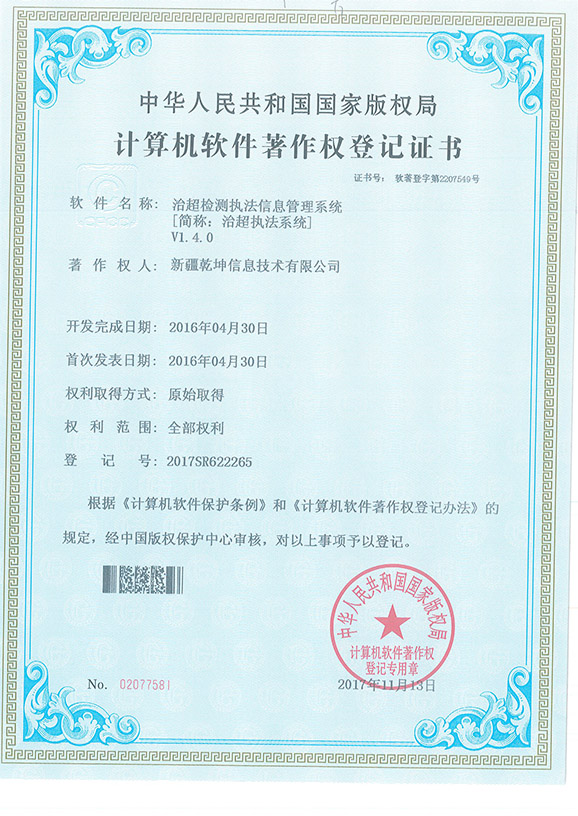 中华人民共和国国家版权局
计算机软件著作权登记证书
证书号： 软著登字第2207549号
软件名称： 治超检测执法信息管理系统
[简称：治超执法系统]
V1.4.0
著作权人： 新疆乾坤信息技术有限公司
开发完成日期： 2016年04月30日
首次发表日期： 2016年04月30日
权利取得方式： 原始取得
权利范围： 全部权利
登记号： 2017SR622265
根据《计算机软件保护条例》和《计算机软件著作权登记办法》的
规定，经中国版权保护中心审核，对以上事项予以登记。
中华人民共和国国家版权局
计算机软件著作权
登记专用章
No. 02077581
2017年11月13日